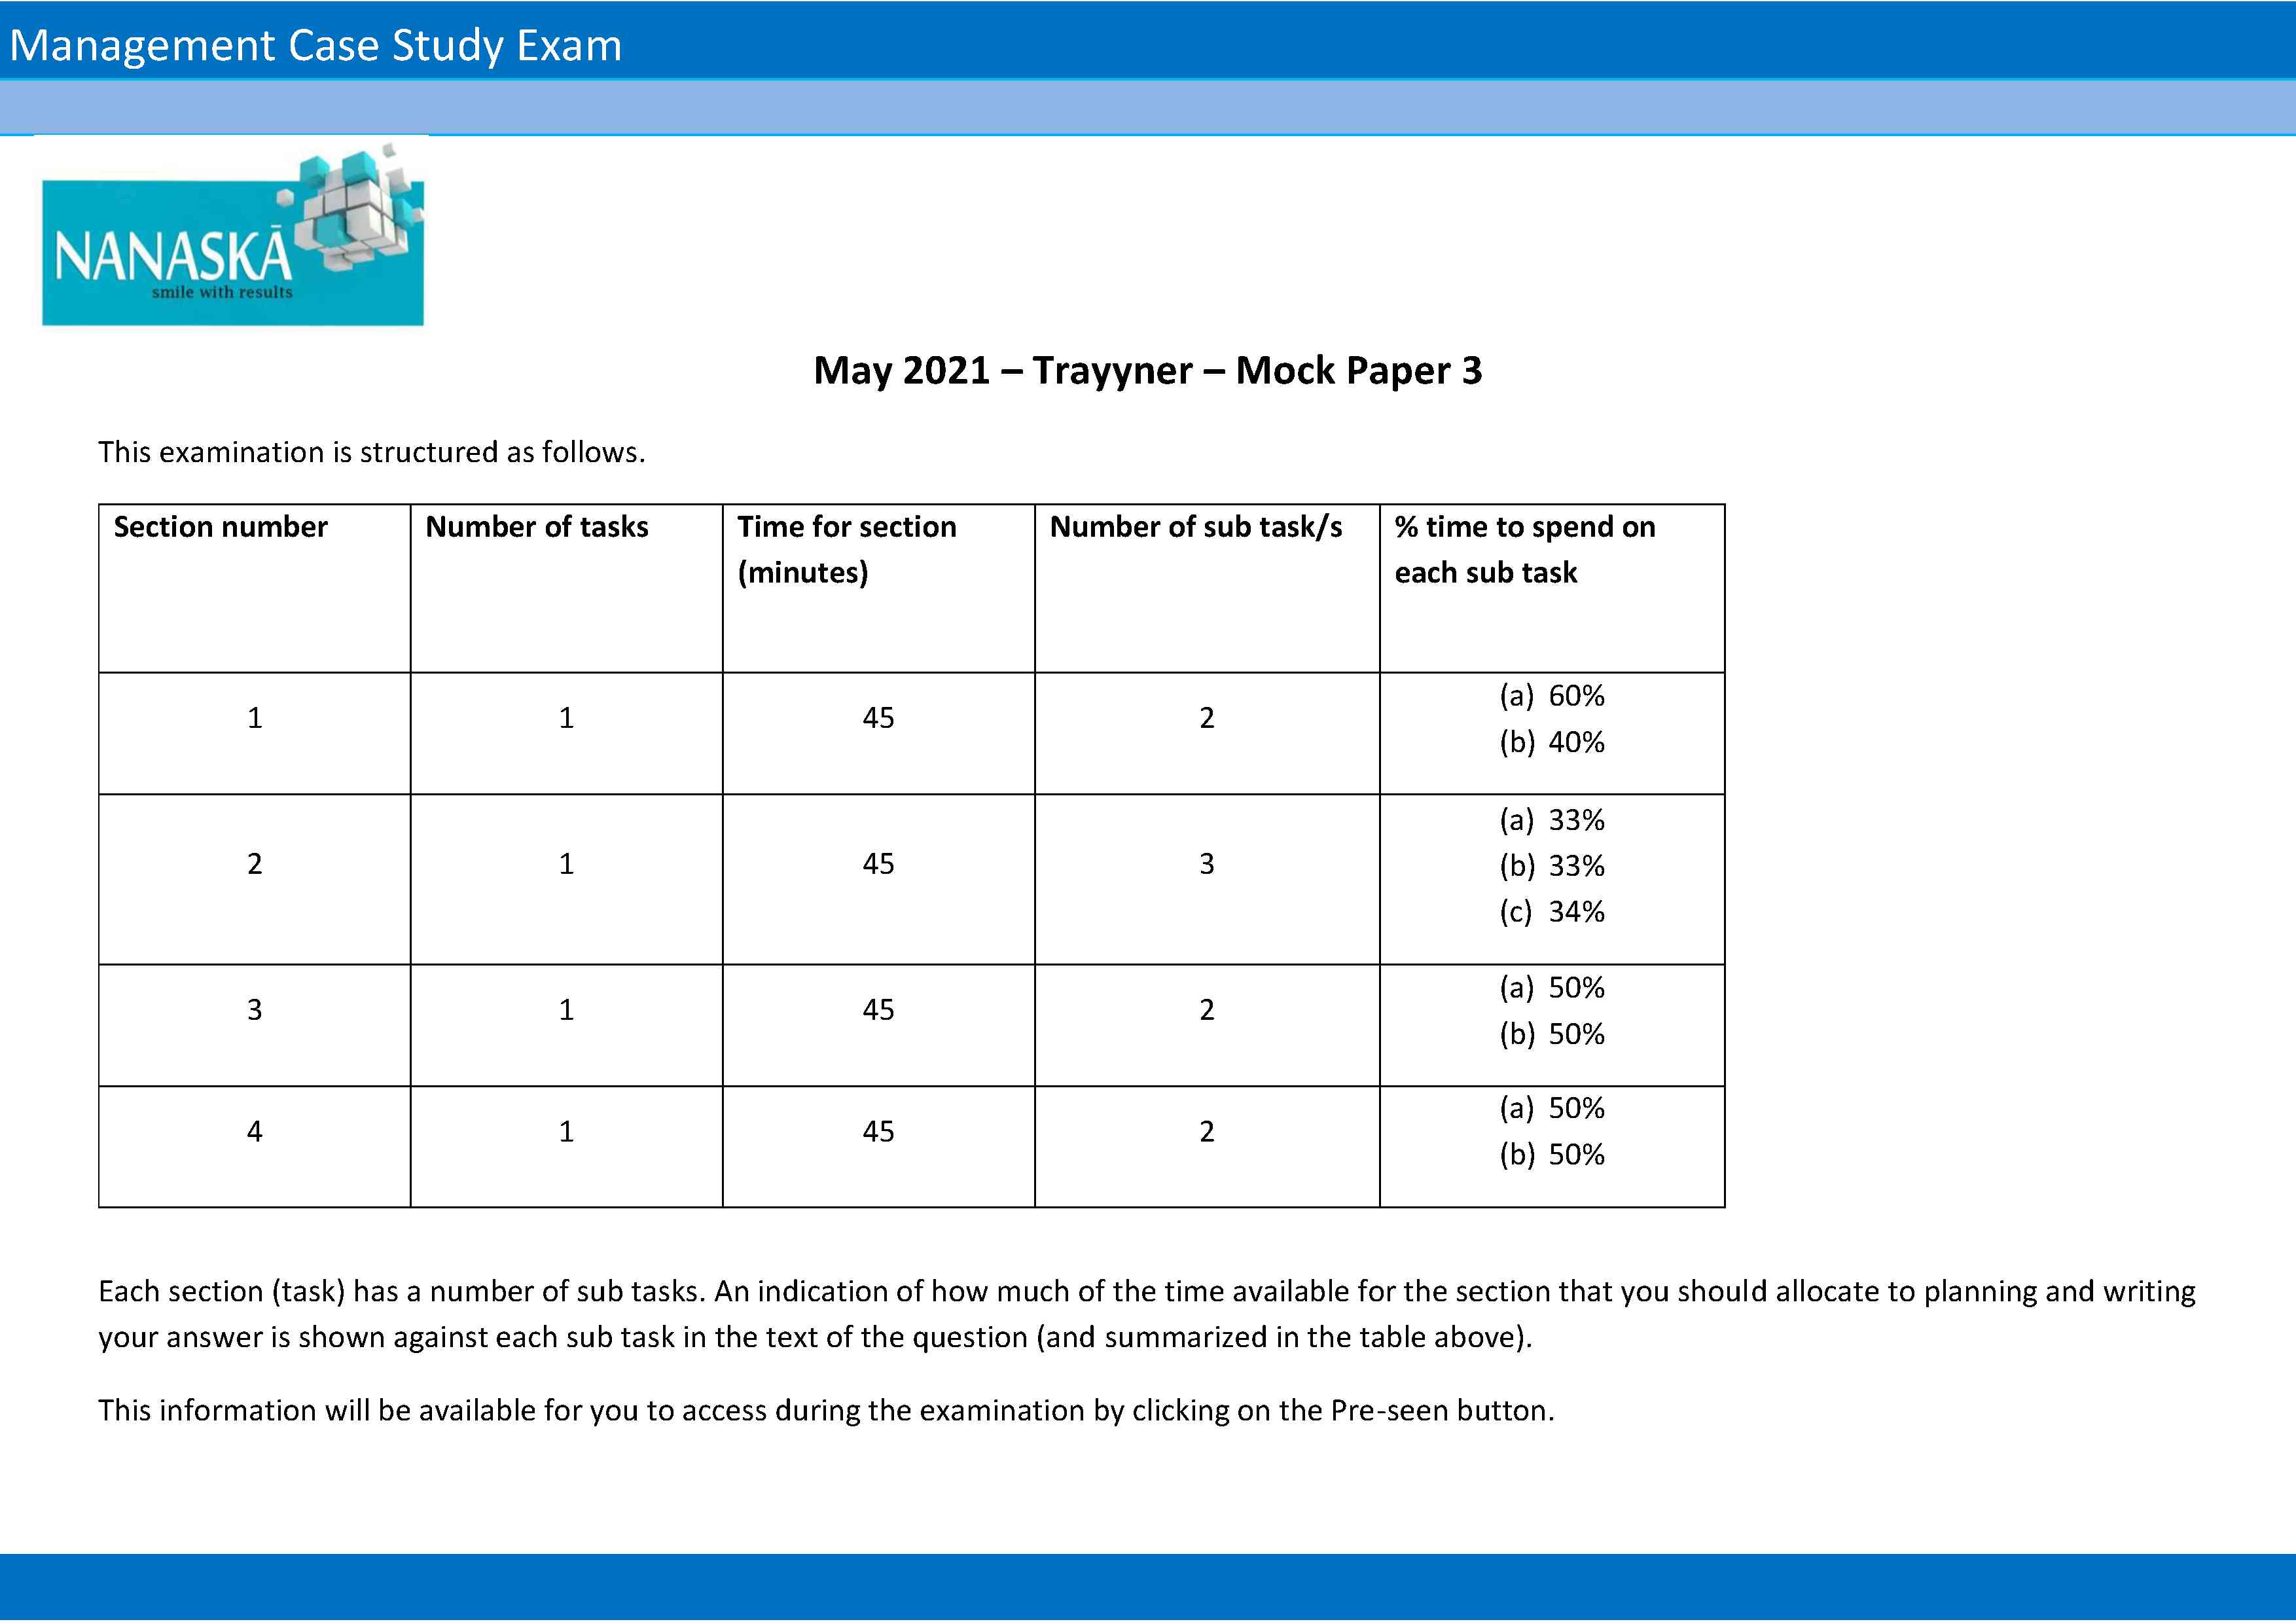 Management Case Study Exam
NANASKĀ
smile with results
May 2021 – Trayyner – Mock Paper 3
This examination is structured as follows.
Section number Number of tasks Time for section Number of sub task/s % time to spend on
(minutes) each sub task
1 1 45 2 (a) 60%
(b) 40%
2 1 45 3 (a) 33%
(b) 33%
(c) 34%
3 1 45 2 (a) 50%
(b) 50%
4 1 45 2 (a) 50%
(b) 50%
Each section (task) has a number of sub tasks. An indication of how much of the time available for the section that you should allocate to planning and writing
your answer is shown against each sub task in the text of the question (and summarized in the table above).
This information will be available for you to access during the examination by clicking on the Pre-seen button.